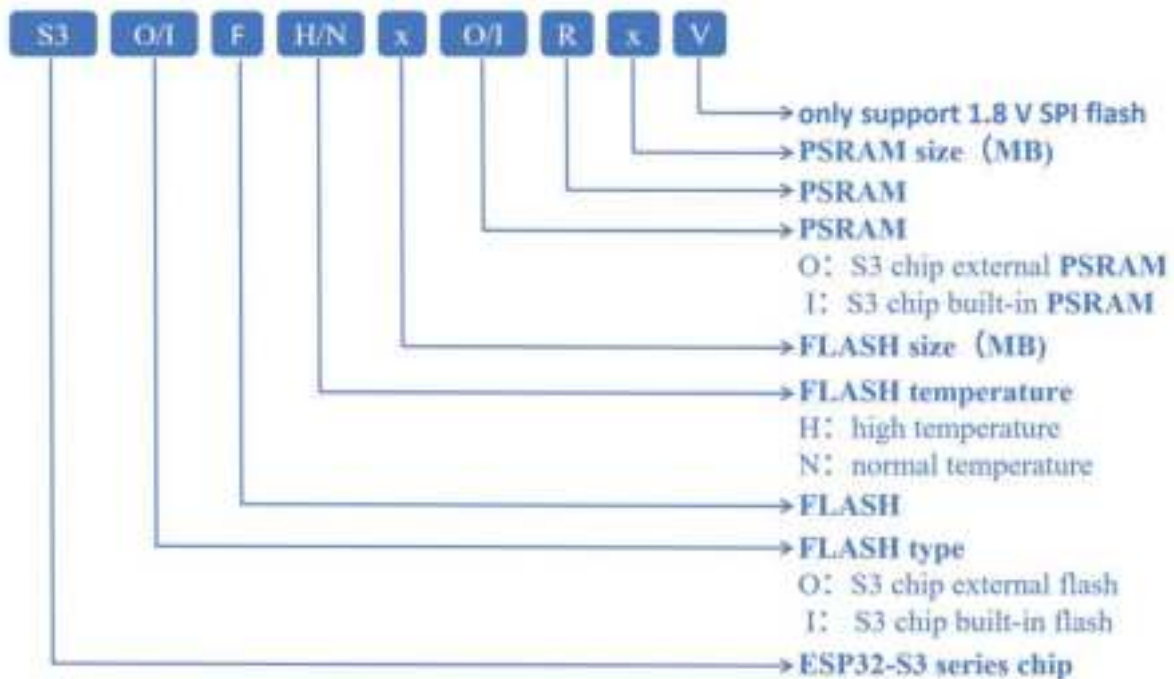 S3 O/I F H/N x O/I R x V
only support 1.8 V SPI flash
PSRAM size（MB)
PSRAM
PSRAM
O：S3 chip external PSRAM
I：S3 chip built-in PSRAM
FLASH size（MB)
FLASH temperature
H：high temperature
N：normal temperature
FLASH
FLASH type
O：S3 chip external flash
I：S3 chip built-in flash
ESP32-S3 series chip